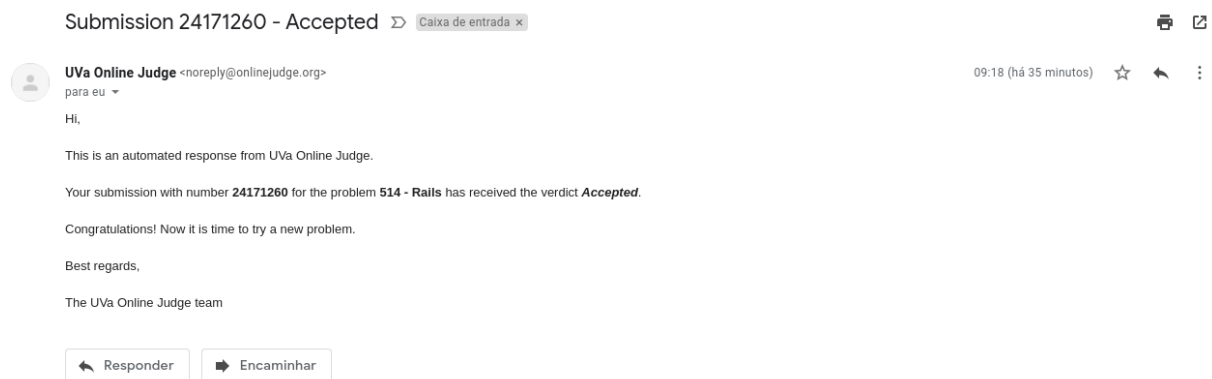 Submission 24171260 - Accepted Caixa de entrada ×
UVa Online Judge <noreply@onlinejudge.org> 09:18 (há 35 minutos)
para eu
Hi,
This is an automated response from UVa Online Judge.
Your submission with number 24171260 for the problem 514 - Rails has received the verdict Accepted.
Congratulations! Now it is time to try a new problem.
Best regards,
The UVa Online Judge team
Responder Encaminhar